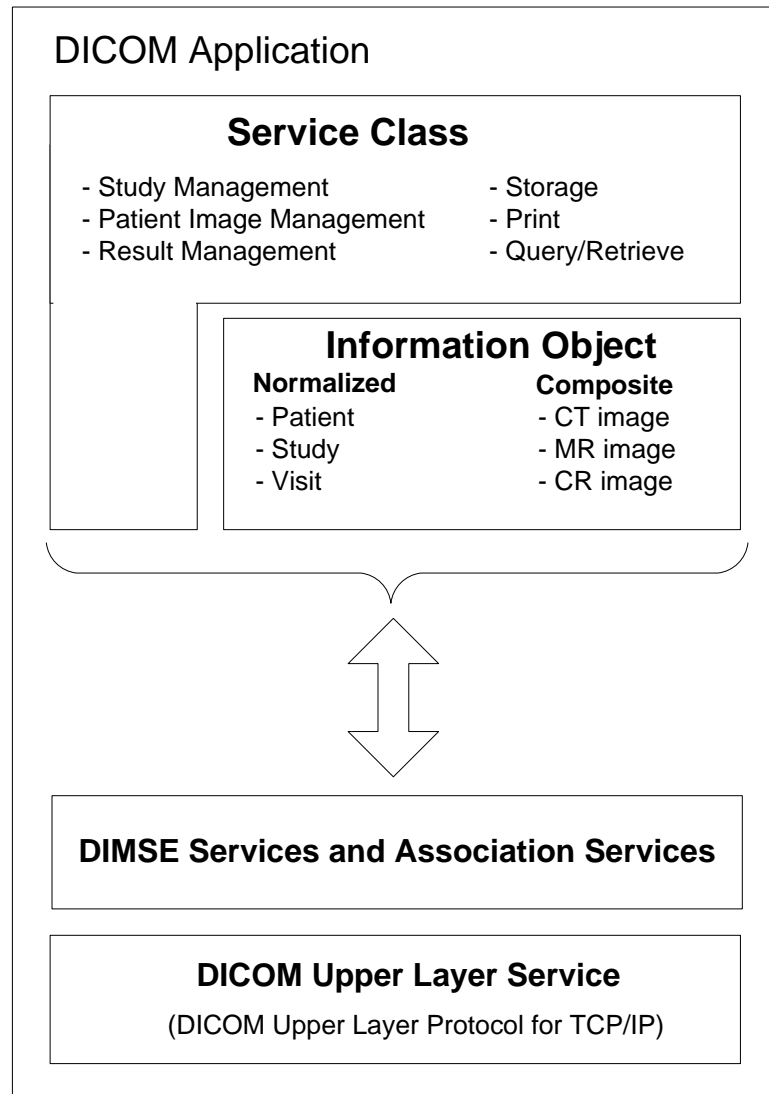 DICOM Application
Service Class
- Study Management
- Patient Image Management
- Result Management
- Storage
- Print
- Query/Retrieve
Information Object
Normalized
- Patient
- Study
- Visit
Composite
- CT image
- MR image
- CR image
DIMSE Services and Association Services
DICOM Upper Layer Service
(DICOM Upper Layer Protocol for TCP/IP)